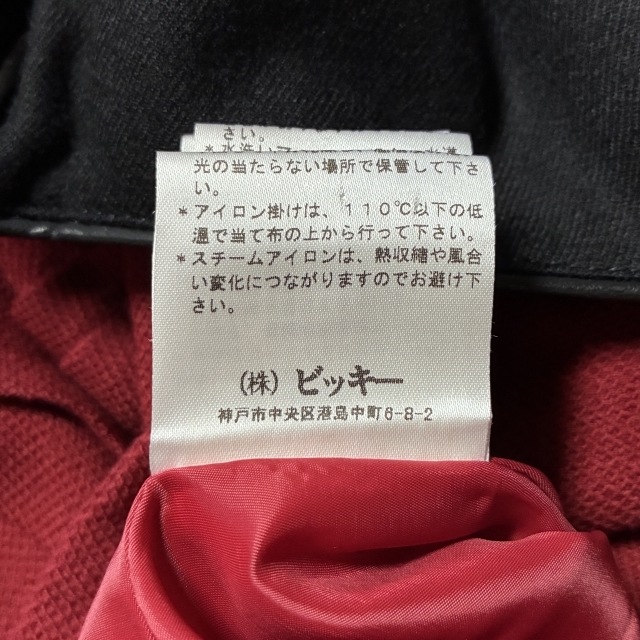 さい。
＊水洗い
光の当たらない場所で保管して下さ
い。
＊アイロン掛けは、１１０℃以下の低
温で当て布の上から行って下さい。
＊スチームアイロンは、熱収縮や風合
い変化につながりますのでお避け下
さい。
（株）ビッキー
神戸市中央区港島中町6-8-2